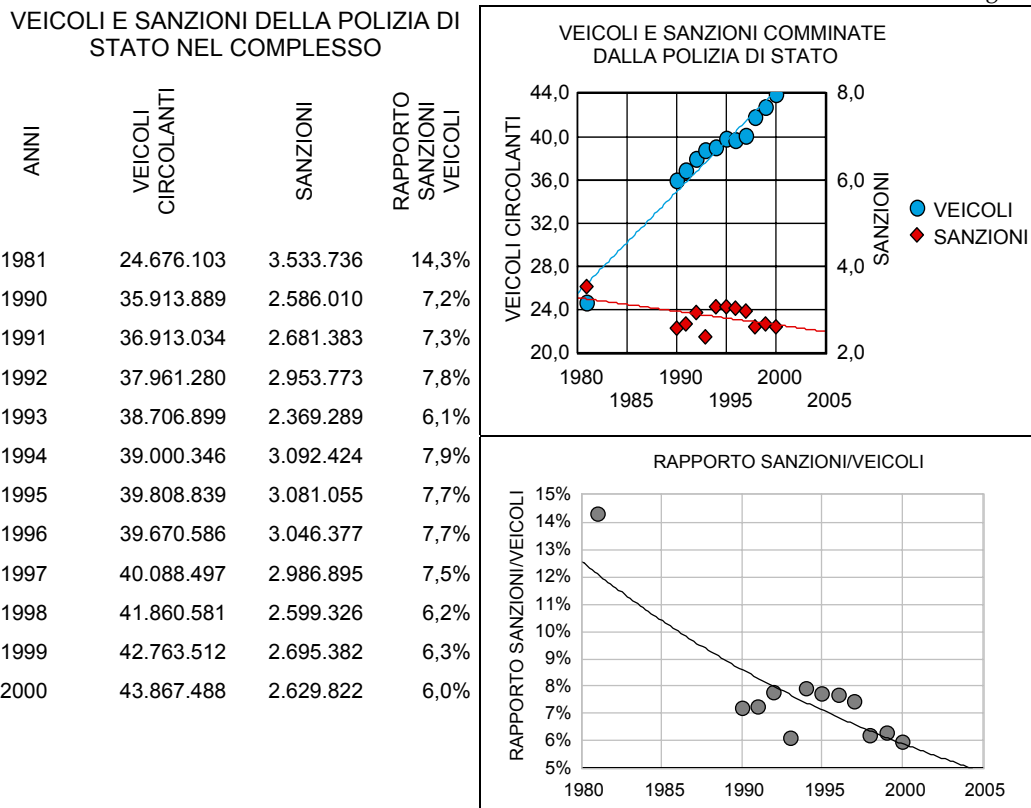 VEICOLI E SANZIONI DELLA POLIZIA DI
STATO NEL COMPLESSO
ANNI
VEICOLI
CIRCOLANTI
SANZIONI
RAPPORTO
SANZIONI
VEICOLI
1981 24.676.103 3.533.736 14,3%
1990 35.913.889 2.586.010 7,2%
1991 36.913.034 2.681.383 7,3%
1992 37.961.280 2.953.773 7,8%
1993 38.706.899 2.369.289 6,1%
1994 39.000.346 3.092.424 7,9%
1995 39.808.839 3.081.055 7,7%
1996 39.670.586 3.046.377 7,7%
1997 40.088.497 2.986.895 7,5%
1998 41.860.581 2.599.326 6,2%
1999 42.763.512 2.695.382 6,3%
2000 43.867.488 2.629.822 6,0%
VEICOLI E SANZIONI COMMINATE
DALLA POLIZIA DI STATO
VEICOLI CIRCOLANTI
44,0
40,0
36,0
32,0
28,0
24,0
20,0
8,0
6,0
4,0
2,0
SANZIONI
VEICOLI
SANZIONI
1980 1990 2000
1985 1995 2005
RAPPORTO SANZIONI/VEICOLI
RAPPORTO SANZIONI/VEICOLI
15%
14%
13%
12%
11%
10%
9%
8%
7%
6%
5%
1980 1985 1990 1995 2000 2005